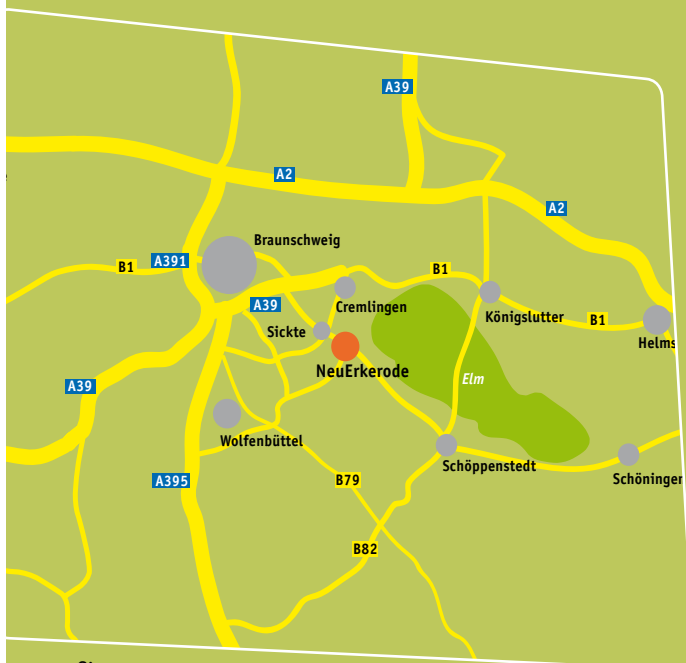 A39
A2
A2
Braunschweig
A391
B1
B1
A39
Cremlingen
Königslutter
B1
Sickte
Helms
NeuErkerode
Elm
A39
Wolfenbüttel
Schöppenstedt
A395
B79
Schöningen
B82